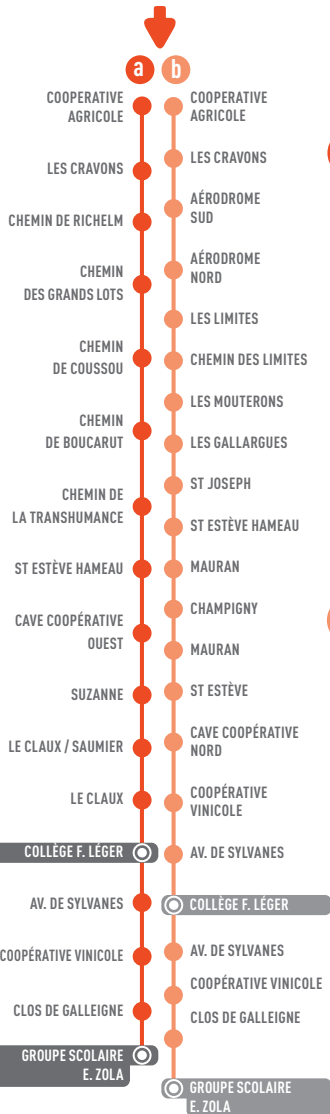 a
b
COOPERATIVE
AGRICOLE
LES CRAVONS
CHEMIN DE RICHELM
CHEMIN
DES GRANDS LOTS
CHEMIN
DE COUSSOU
CHEMIN
DE BOUCARUT
CHEMIN DE
LA TRANSHUMANCE
ST ESTÈVE HAMEAU
CAVE COOPÉRATIVE
OUEST
SUZANNE
LE CLAUX / SAUMIER
LE CLAUX
COLLÈGE F. LÉGER
AV. DE SYLVANES
COOPÉRATIVE VINICOLE
CLOS DE GALLEIGNE
GROUPE SCOLAIRE
E. ZOLA
COOPERATIVE
AGRICOLE
LES CRAVONS
AÉRODROME
SUD
AÉRODROME
NORD
LES LIMITES
CHEMIN DES LIMITES
LES MOUTERONS
LES GALLARGUES
ST JOSEPH
ST ESTÈVE HAMEAU
MAURAN
CHAMPIGNY
MAURAN
ST ESTÈVE
CAVE COOPÉRATIVE
NORD
COOPÉRATIVE
VINICOLE
AV. DE SYLVANES
COLLÈGE F. LÉGER
AV. DE SYLVANES
COOPÉRATIVE VINICOLE
CLOS DE GALLEIGNE
GROUPE SCOLAIRE
E. ZOLA